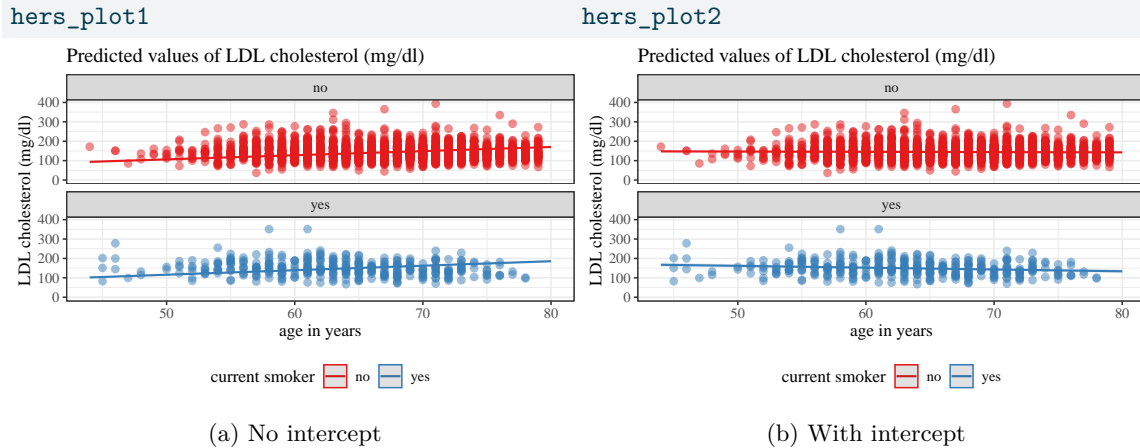 hers_plot1
Predicted values of LDL cholesterol (mg/dl)
no
400
300
200
100
0
yes
400
300
200
100
0
LDL cholesterol (mg/dl)
50
60
70
80
age in years
current smoker no yes
(a) No intercept
hers_plot2
Predicted values of LDL cholesterol (mg/dl)
no
400
300
200
100
0
yes
400
300
200
100
0
LDL cholesterol (mg/dl)
50
60
70
80
age in years
current smoker no yes
(b) With intercept